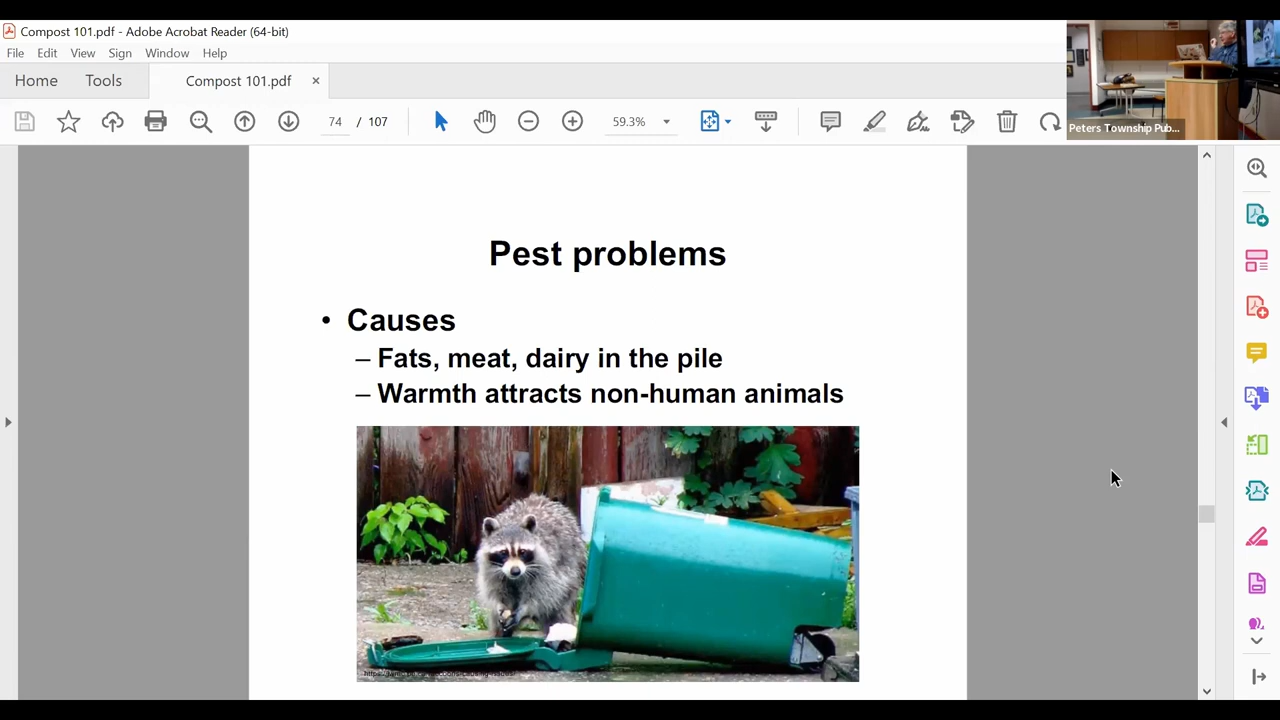 Compost 101.pdf - Adobe Acrobat Reader (64-bit)
File Edit View Sign Window Help
Home Tools Compost 101.pdf ×
74 / 107 59.3%
Peters Township Pub...
Pest problems
• Causes
– Fats, meat, dairy in the pile
– Warmth attracts non-human animals